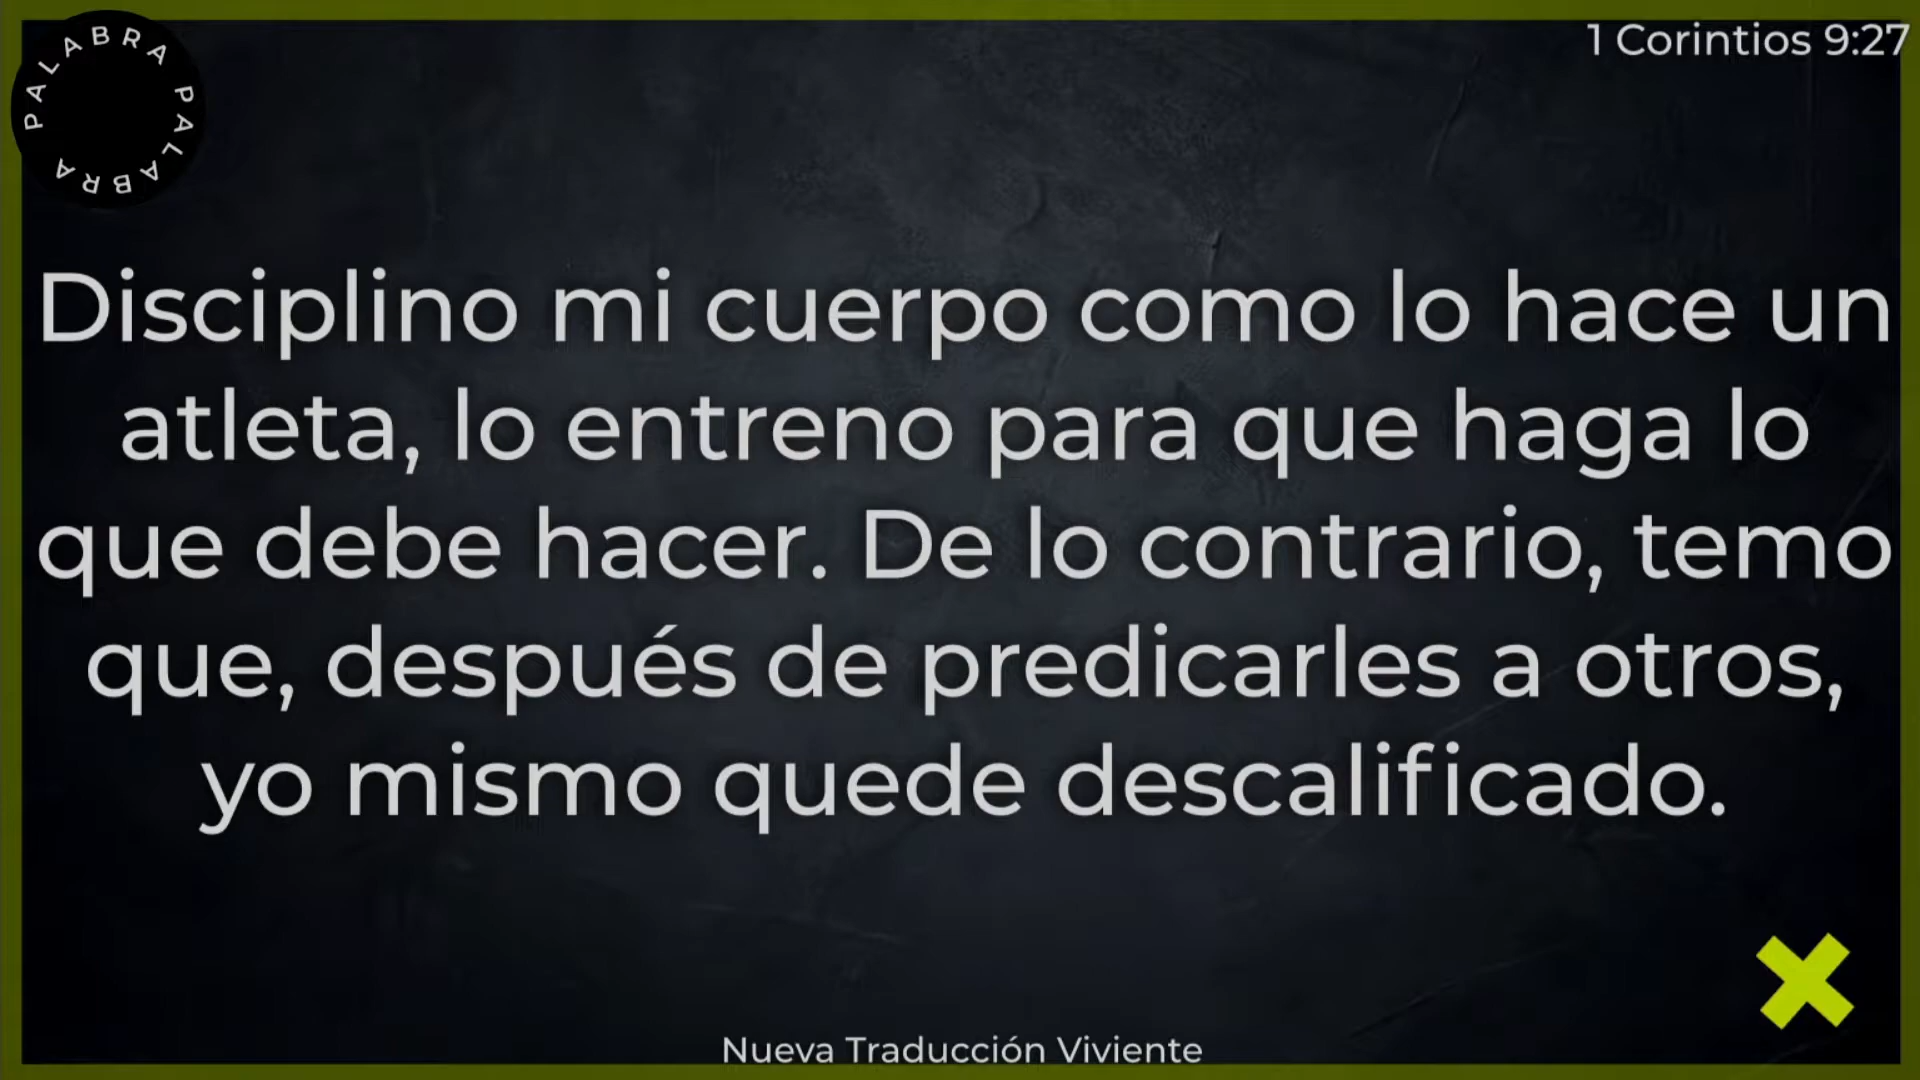 PALABRA PALABRA
1 Corintios 9:27
Disciplino mi cuerpo como lo hace un
atleta, lo entreno para que haga lo
que debe hacer. De lo contrario, temo
que, después de predicarles a otros,
yo mismo quede descalificado.
Nueva Traducción Viviente